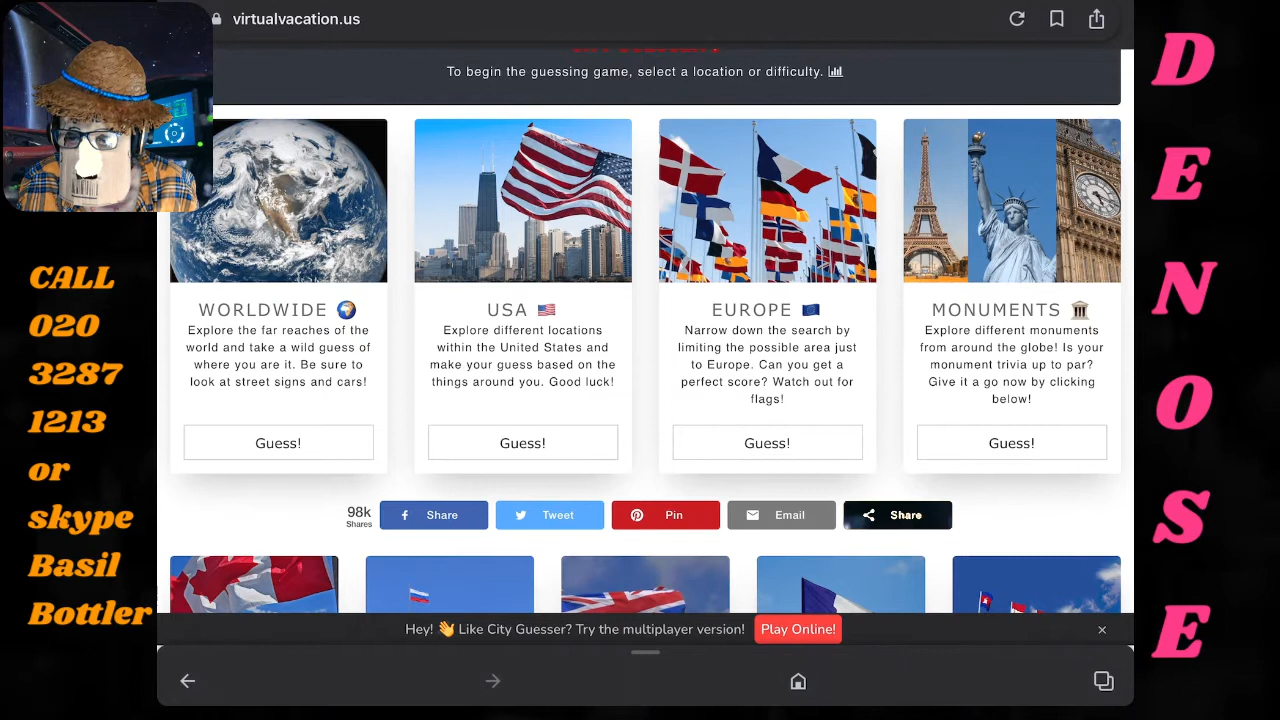 virtualvacation.us
To begin the guessing game, select a location or difficulty.
WORLDWIDE
Explore the far reaches of the
world and take a wild guess of
where you are it. Be sure to
look at street signs and cars!
Guess!
USA
Explore different locations
within the United States and
make your guess based on the
things around you. Good luck!
Guess!
EUROPE
Narrow down the search by
limiting the possible area just
to Europe. Can you get a
perfect score? Watch out for
flags!
Guess!
MONUMENTS
Explore different monuments
from around the globe! Is your
monument trivia up to par?
Give it a go now by clicking
below!
Guess!
98k
Shares
Share
Tweet
Pin
Email
Share
Hey! 👋 Like City Guesser? Try the multiplayer version!
Play Online!
CALL
020
3287
1213
or
skype
Basil
Bottler
D
E
N
O
S
E